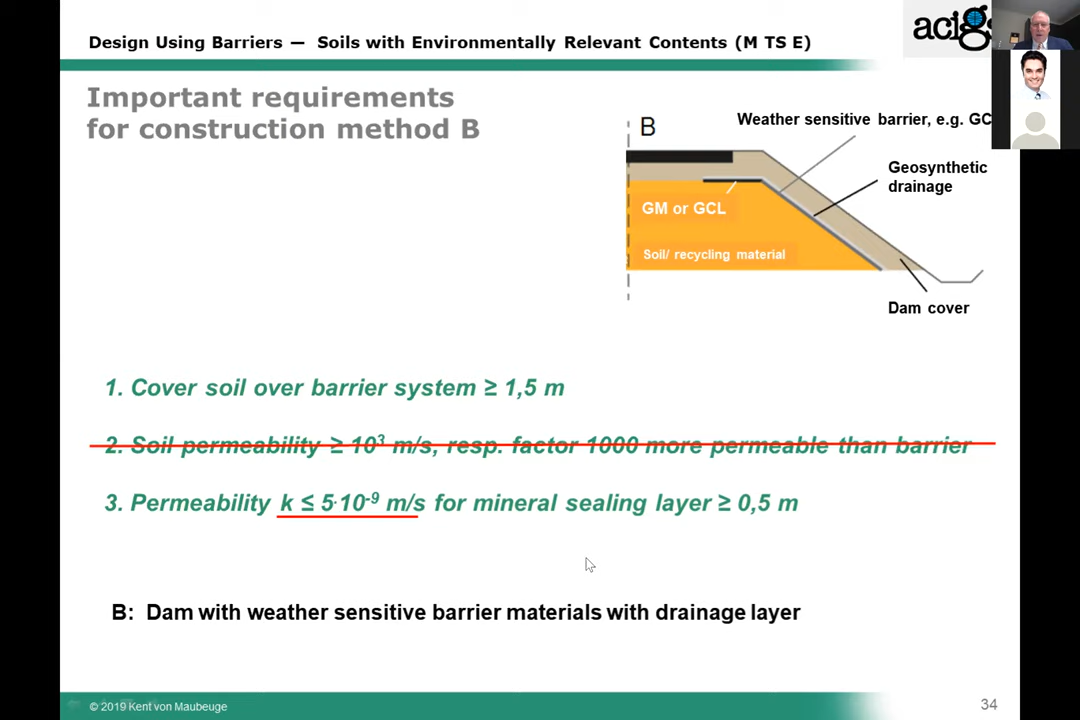 Design Using Barriers — Soils with Environmentally Relevant Contents (M TS E)
acigs
Important requirements
for construction method B
B
Weather sensitive barrier, e.g. GC
Geosynthetic
drainage
GM or GCL
Soil/ recycling material
Dam cover
1. Cover soil over barrier system ≥ 1,5 m
2. Soil permeability ≥ 10³ m/s, resp. factor 1000 more permeable than barrier
3. Permeability k ≤ 5·10⁻⁹ m/s for mineral sealing layer ≥ 0,5 m
B: Dam with weather sensitive barrier materials with drainage layer
© 2019 Kent von Maubeuge
34